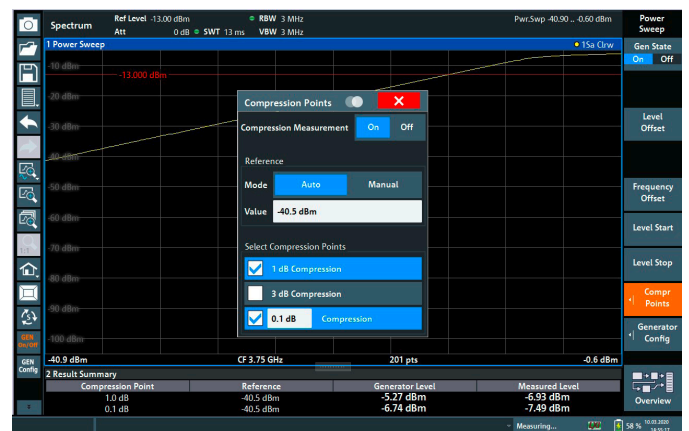 Spectrum
Ref Level -13.00 dBm
RBW 3 MHz
Pwr.Swp -40.90 .. -0.60 dBm
Att 0 dB SWT 13 ms VBW 3 MHz
Power Sweep
1 Power Sweep
1Sa Clrw
Gen State
On Off
-10 dBm
-13.000 dBm
-20 dBm
-30 dBm
-40 dBm
-50 dBm
-60 dBm
-70 dBm
-80 dBm
-90 dBm
-100 dBm
Compression Points
Compression Measurement On Off
Reference
Mode Auto Manual
Value -40.5 dBm
Select Compression Points
1 dB Compression
3 dB Compression
0.1 dB Compression
Level Offset
Frequency Offset
Level Start
Level Stop
Compr Points
Generator Config
Overview
1:1
GEN On/Off
GEN Config
-40.9 dBm
CF 3.75 GHz
201 pts
-0.6 dBm
2 Result Summary
Compression Point Reference Generator Level Measured Level
1.0 dB -40.5 dBm -5.27 dBm -6.93 dBm
0.1 dB -40.5 dBm -6.74 dBm -7.49 dBm
Measuring...
58 %
10.03.2020
18:55:17